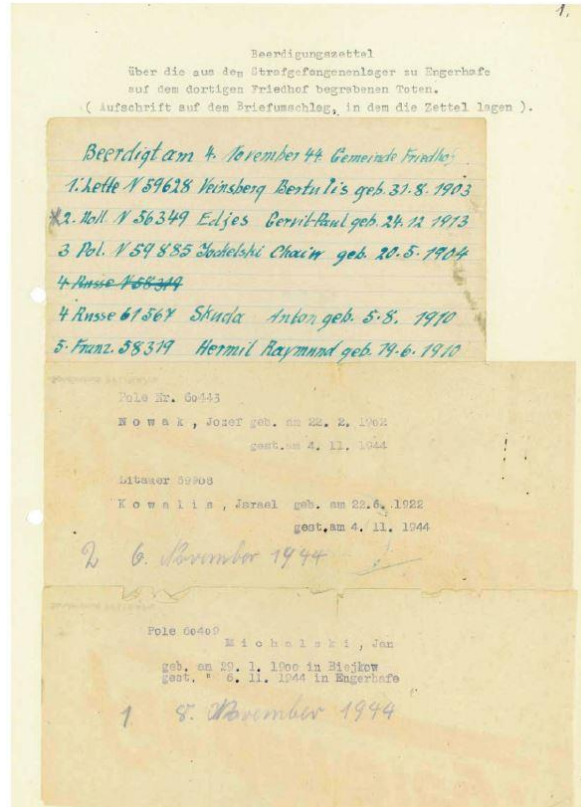 1.
Beerdigungszettel
über die aus dem Strafgefangenenlager zu Engerhafe
auf dem dortigen Friedhof begrabenen Toten.
( Aufschrift auf dem Briefumschlag, in dem die Zettel lagen ).
Beerdigt am 4. November 44 Gemeinde Friedhof
1. Lette N 59628 Veinsberg Bertulis geb. 31.8. 1903
2. Holl N 56349 Edjes Gerrit-Paul geb. 24.12 1913
3 Pol. N 59885 Jockelski Chaim geb. 20.5.1904
4 Russe N 58319
4 Russe 61567 Skuda Anton geb. 5.8. 1910
5. Franz. 58319 Hermil Raymund geb. 19.6.1910
Pole Nr. 60443
N o w a k , Jozef geb. am 22. 2. 1902
gest.am 4. 11. 1944
Litauer 59908
K o w a l i s , Jsrael geb. am 22.6. 1922
gest.am 4. 11. 1944
2 6. November 1944
Pole 60409
M i c h a l s k i , Jan
geb. am 29. 1. 1900 in Biejkow
gest. " 6. 11. 1944 in Engerhafe
1 8. November 1944